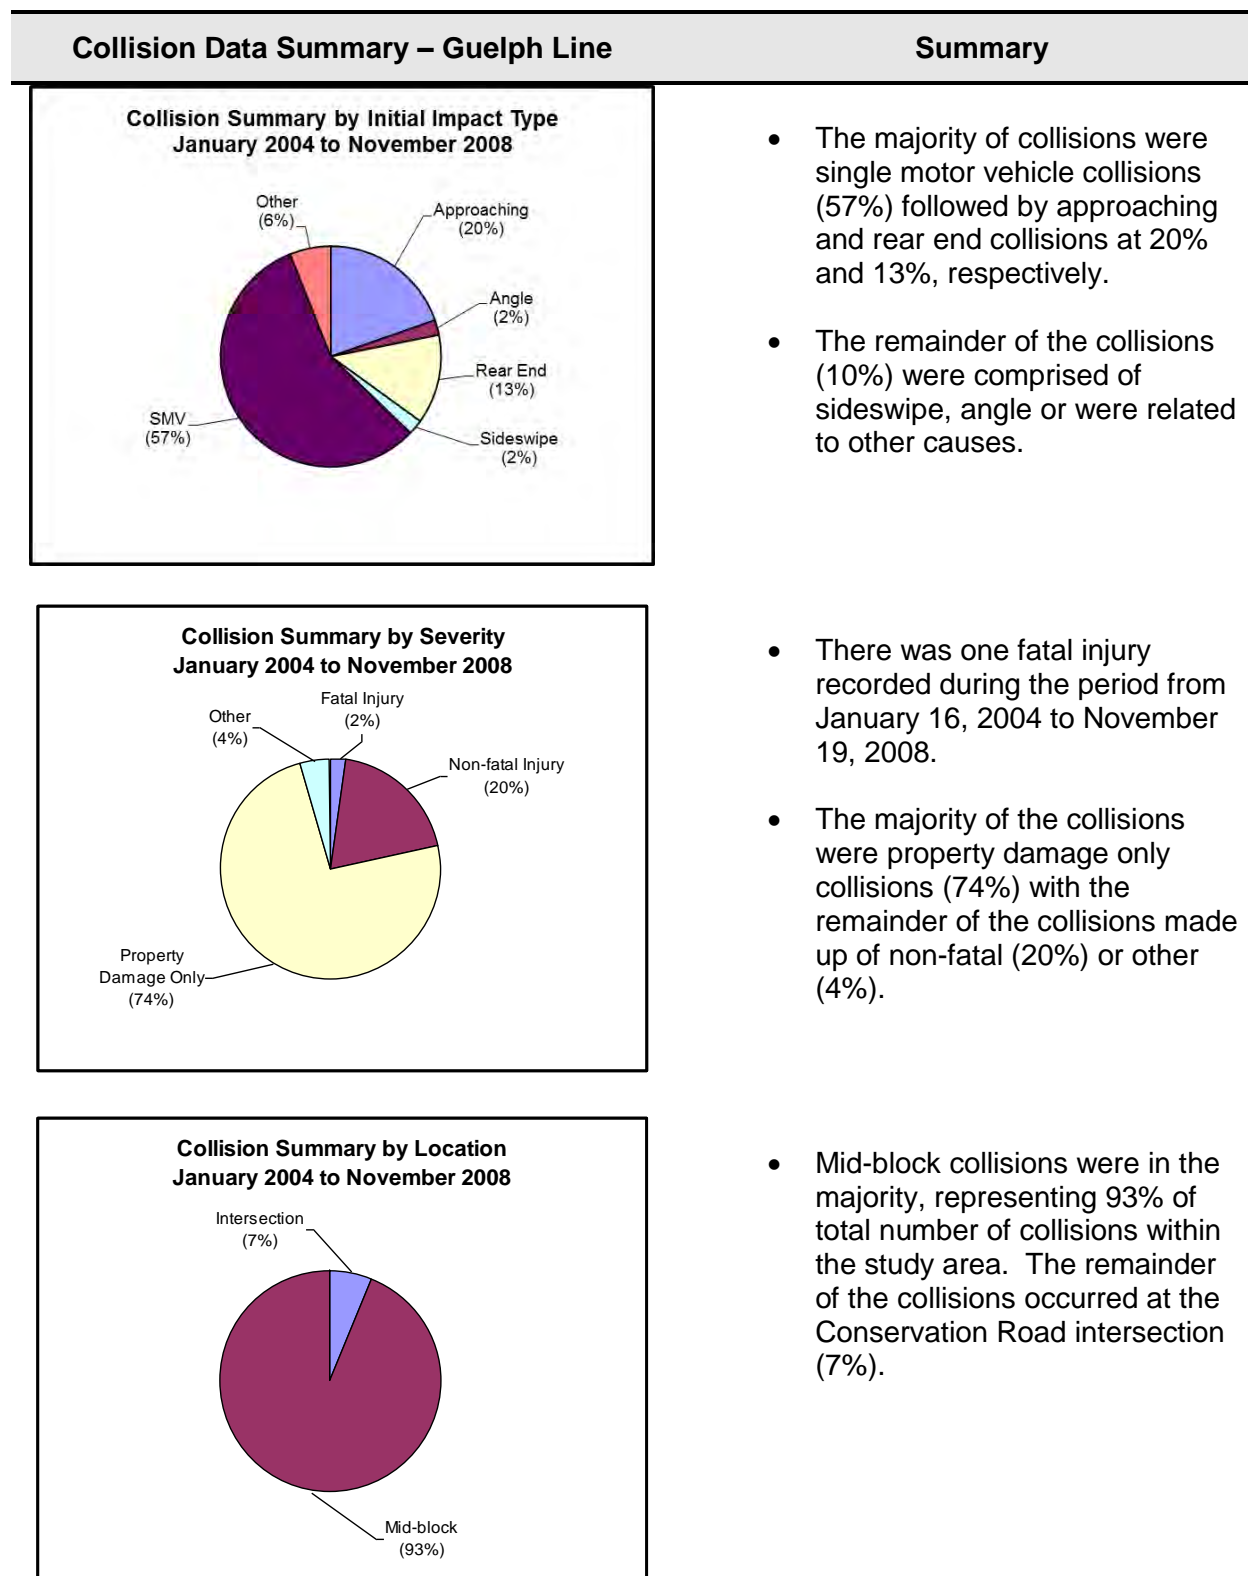 Collision Data Summary – Guelph Line
Summary
Collision Summary by Initial Impact Type
January 2004 to November 2008
Other
(6%)
Approaching
(20%)
Angle
(2%)
Rear End
(13%)
SMV
(57%)
Sideswipe
(2%)
• The majority of collisions were
single motor vehicle collisions
(57%) followed by approaching
and rear end collisions at 20%
and 13%, respectively.
• The remainder of the collisions
(10%) were comprised of
sideswipe, angle or were related
to other causes.
Collision Summary by Severity
January 2004 to November 2008
Fatal Injury
(2%)
Other
(4%)
Non-fatal Injury
(20%)
Property
Damage Only
(74%)
• There was one fatal injury
recorded during the period from
January 16, 2004 to November
19, 2008.
• The majority of the collisions
were property damage only
collisions (74%) with the
remainder of the collisions made
up of non-fatal (20%) or other
(4%).
Collision Summary by Location
January 2004 to November 2008
Intersection
(7%)
Mid-block
(93%)
• Mid-block collisions were in the
majority, representing 93% of
total number of collisions within
the study area. The remainder
of the collisions occurred at the
Conservation Road intersection
(7%).